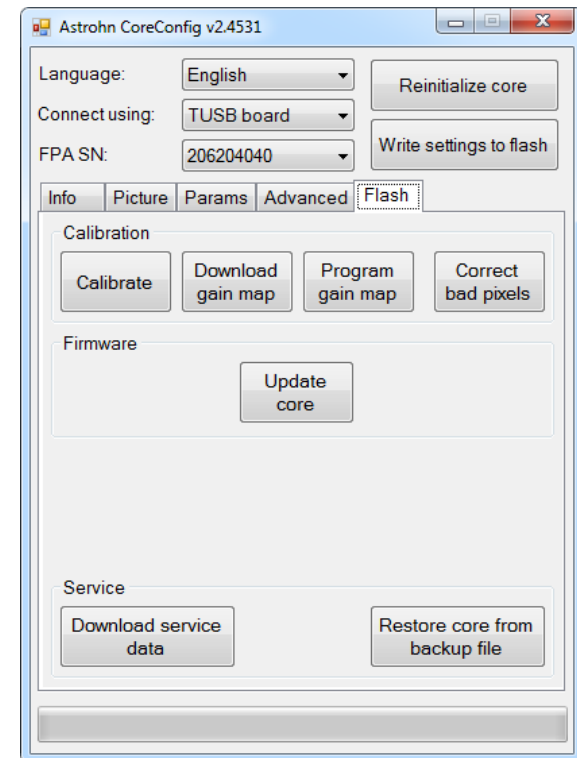 Astrohn CoreConfig v2.4531
Language:
English
Reinitialize core
Connect using:
TUSB board
Write settings to flash
FPA SN:
206204040
Info
Picture
Params
Advanced
Flash
Calibration
Calibrate
Download
gain map
Program
gain map
Correct
bad pixels
Firmware
Update
core
Service
Download service
data
Restore core from
backup file